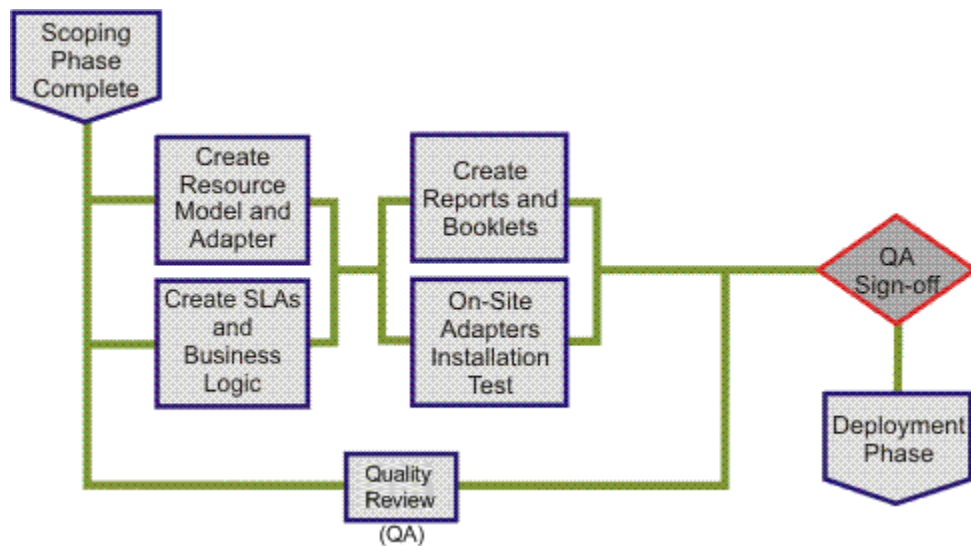 Scoping
Phase
Complete
Create
Resource
Model and
Adapter
Create
Reports and
Booklets
QA
Sign-off
Create SLAs
and
Business
Logic
On-Site
Adapters
Installation
Test
Deployment
Phase
Quality
Review
(QA)